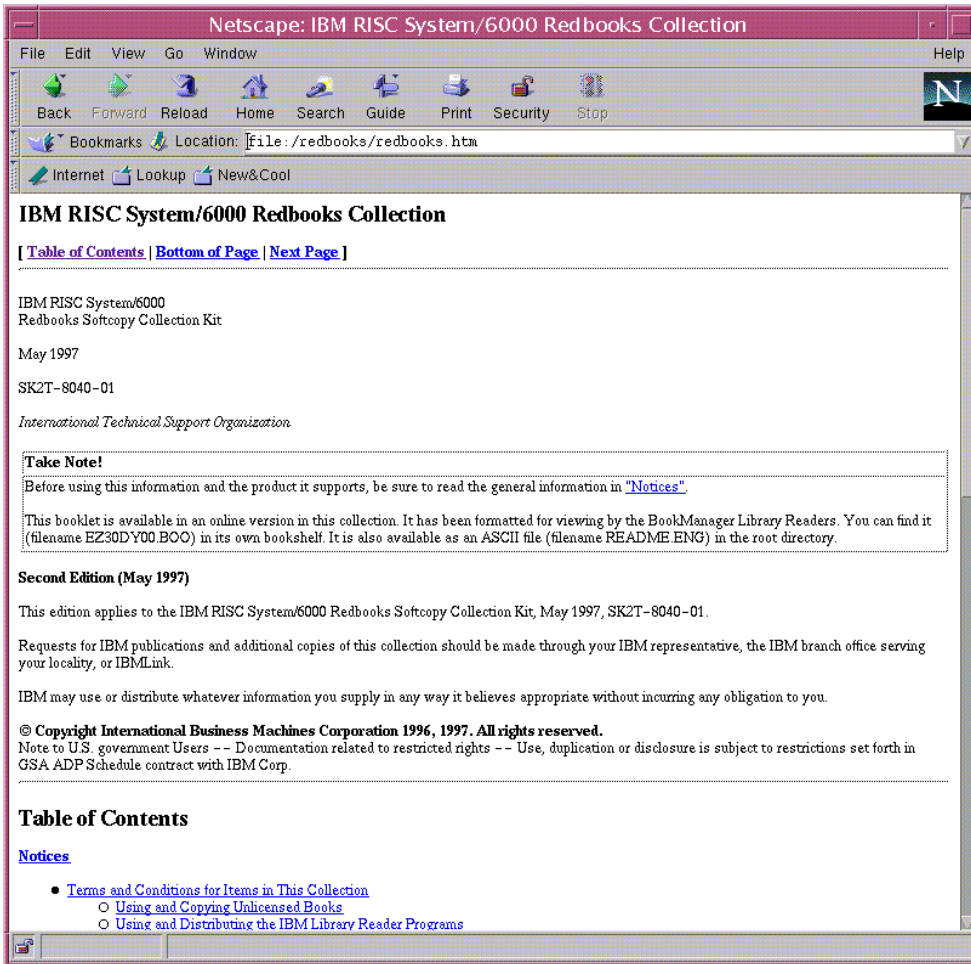 Netscape: IBM RISC System/6000 Redbooks Collection
File Edit View Go Window Help
Back Forward Reload Home Search Guide Print Security Stop
N
Bookmarks Location: file:/redbooks/redbooks.htm
Internet Lookup New&Cool
IBM RISC System/6000 Redbooks Collection
[ Table of Contents | Bottom of Page | Next Page ]
IBM RISC System/6000
Redbooks Softcopy Collection Kit
May 1997
SK2T-8040-01
International Technical Support Organization
Take Note!
Before using this information and the product it supports, be sure to read the general information in "Notices".
This booklet is available in an online version in this collection. It has been formatted for viewing by the BookManager Library Readers. You can find it
(filename EZ30DY00.BOO) in its own bookshelf. It is also available as an ASCII file (filename README.ENG) in the root directory.
Second Edition (May 1997)
This edition applies to the IBM RISC System/6000 Redbooks Softcopy Collection Kit, May 1997, SK2T-8040-01.
Requests for IBM publications and additional copies of this collection should be made through your IBM representative, the IBM branch office serving
your locality, or IBMLink.
IBM may use or distribute whatever information you supply in any way it believes appropriate without incurring any obligation to you.
© Copyright International Business Machines Corporation 1996, 1997. All rights reserved.
Note to U.S. government Users -- Documentation related to restricted rights -- Use, duplication or disclosure is subject to restrictions set forth in
GSA ADP Schedule contract with IBM Corp.
Table of Contents
Notices
● Terms and Conditions for Items in This Collection
○ Using and Copying Unlicensed Books
○ Using and Distributing the IBM Library Reader Programs